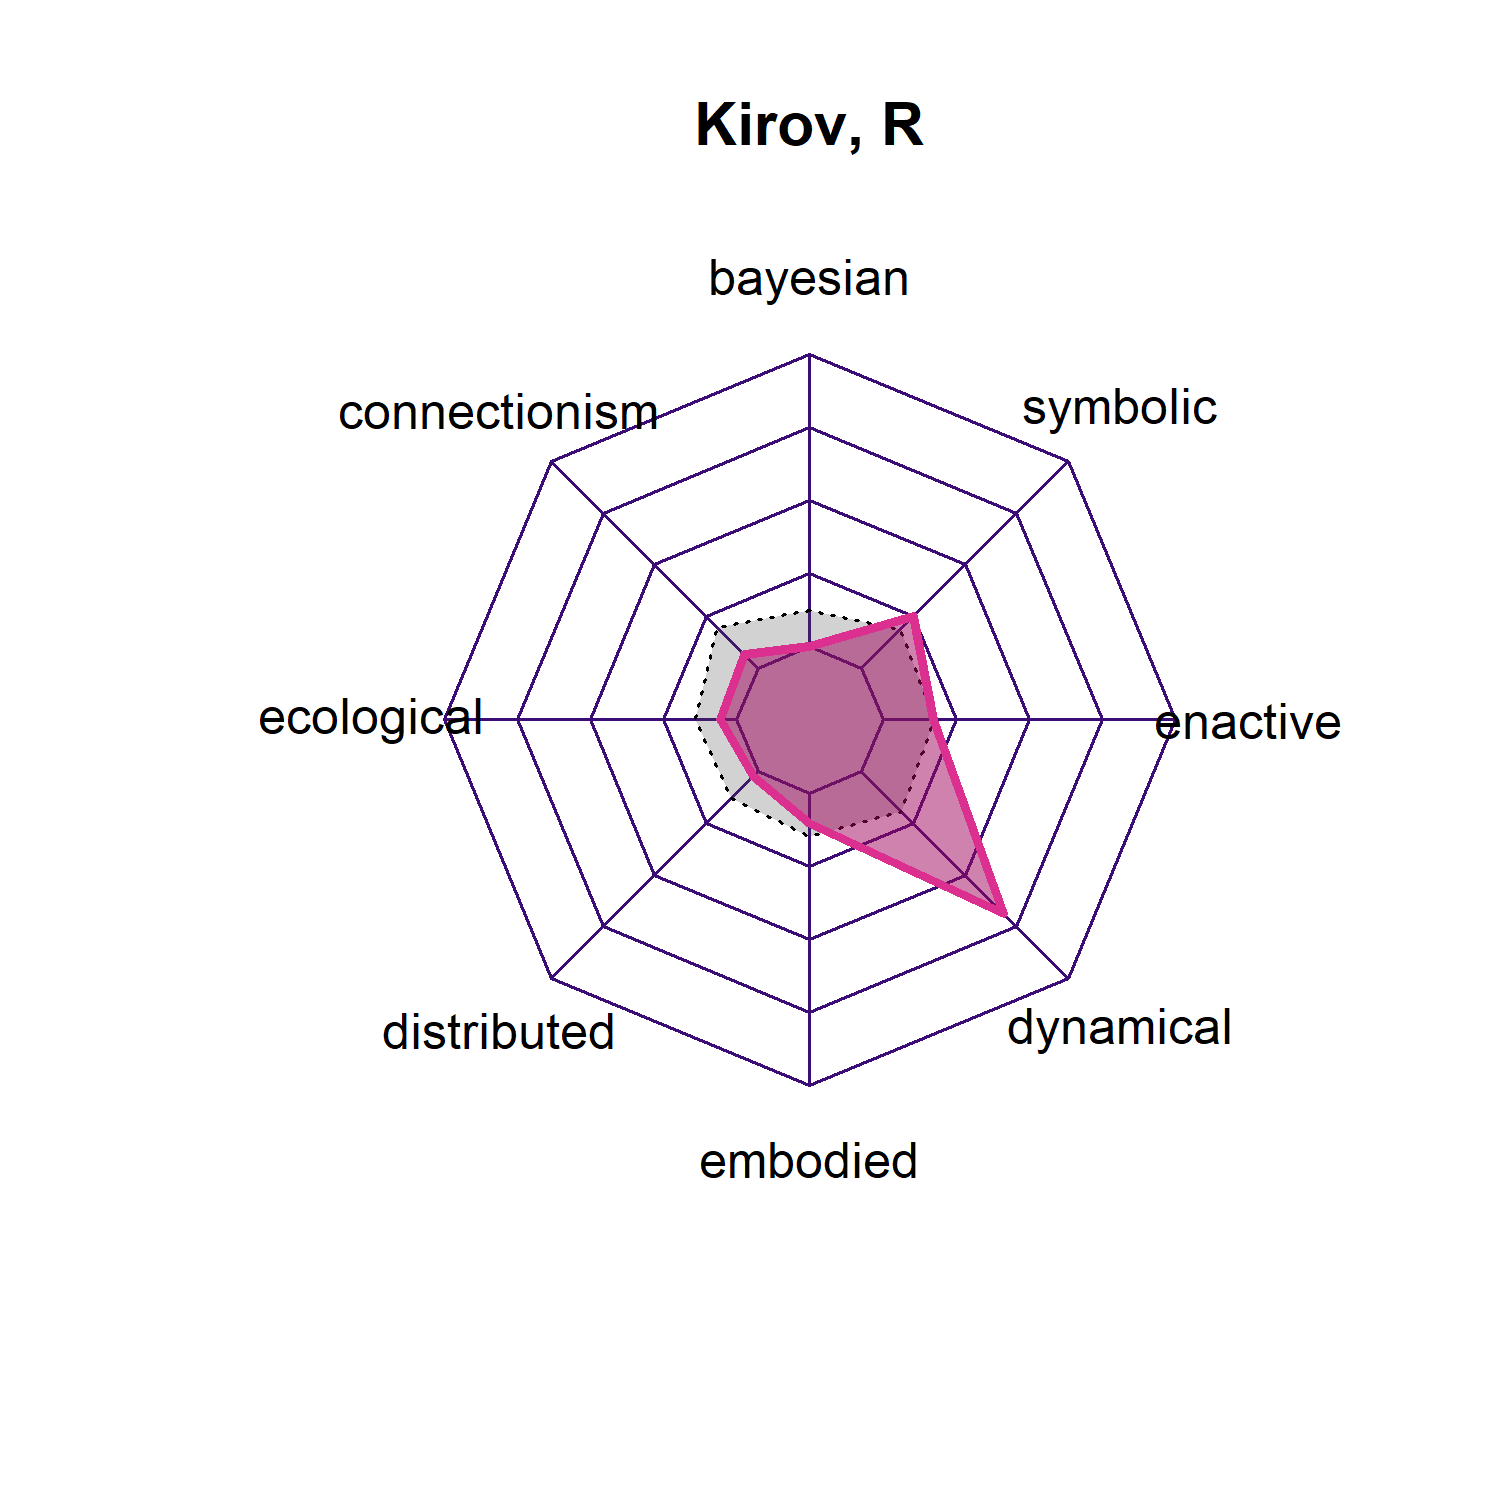 Kirov, R
bayesian
symbolic
connectionism
ecological
enactive
distributed
dynamical
embodied